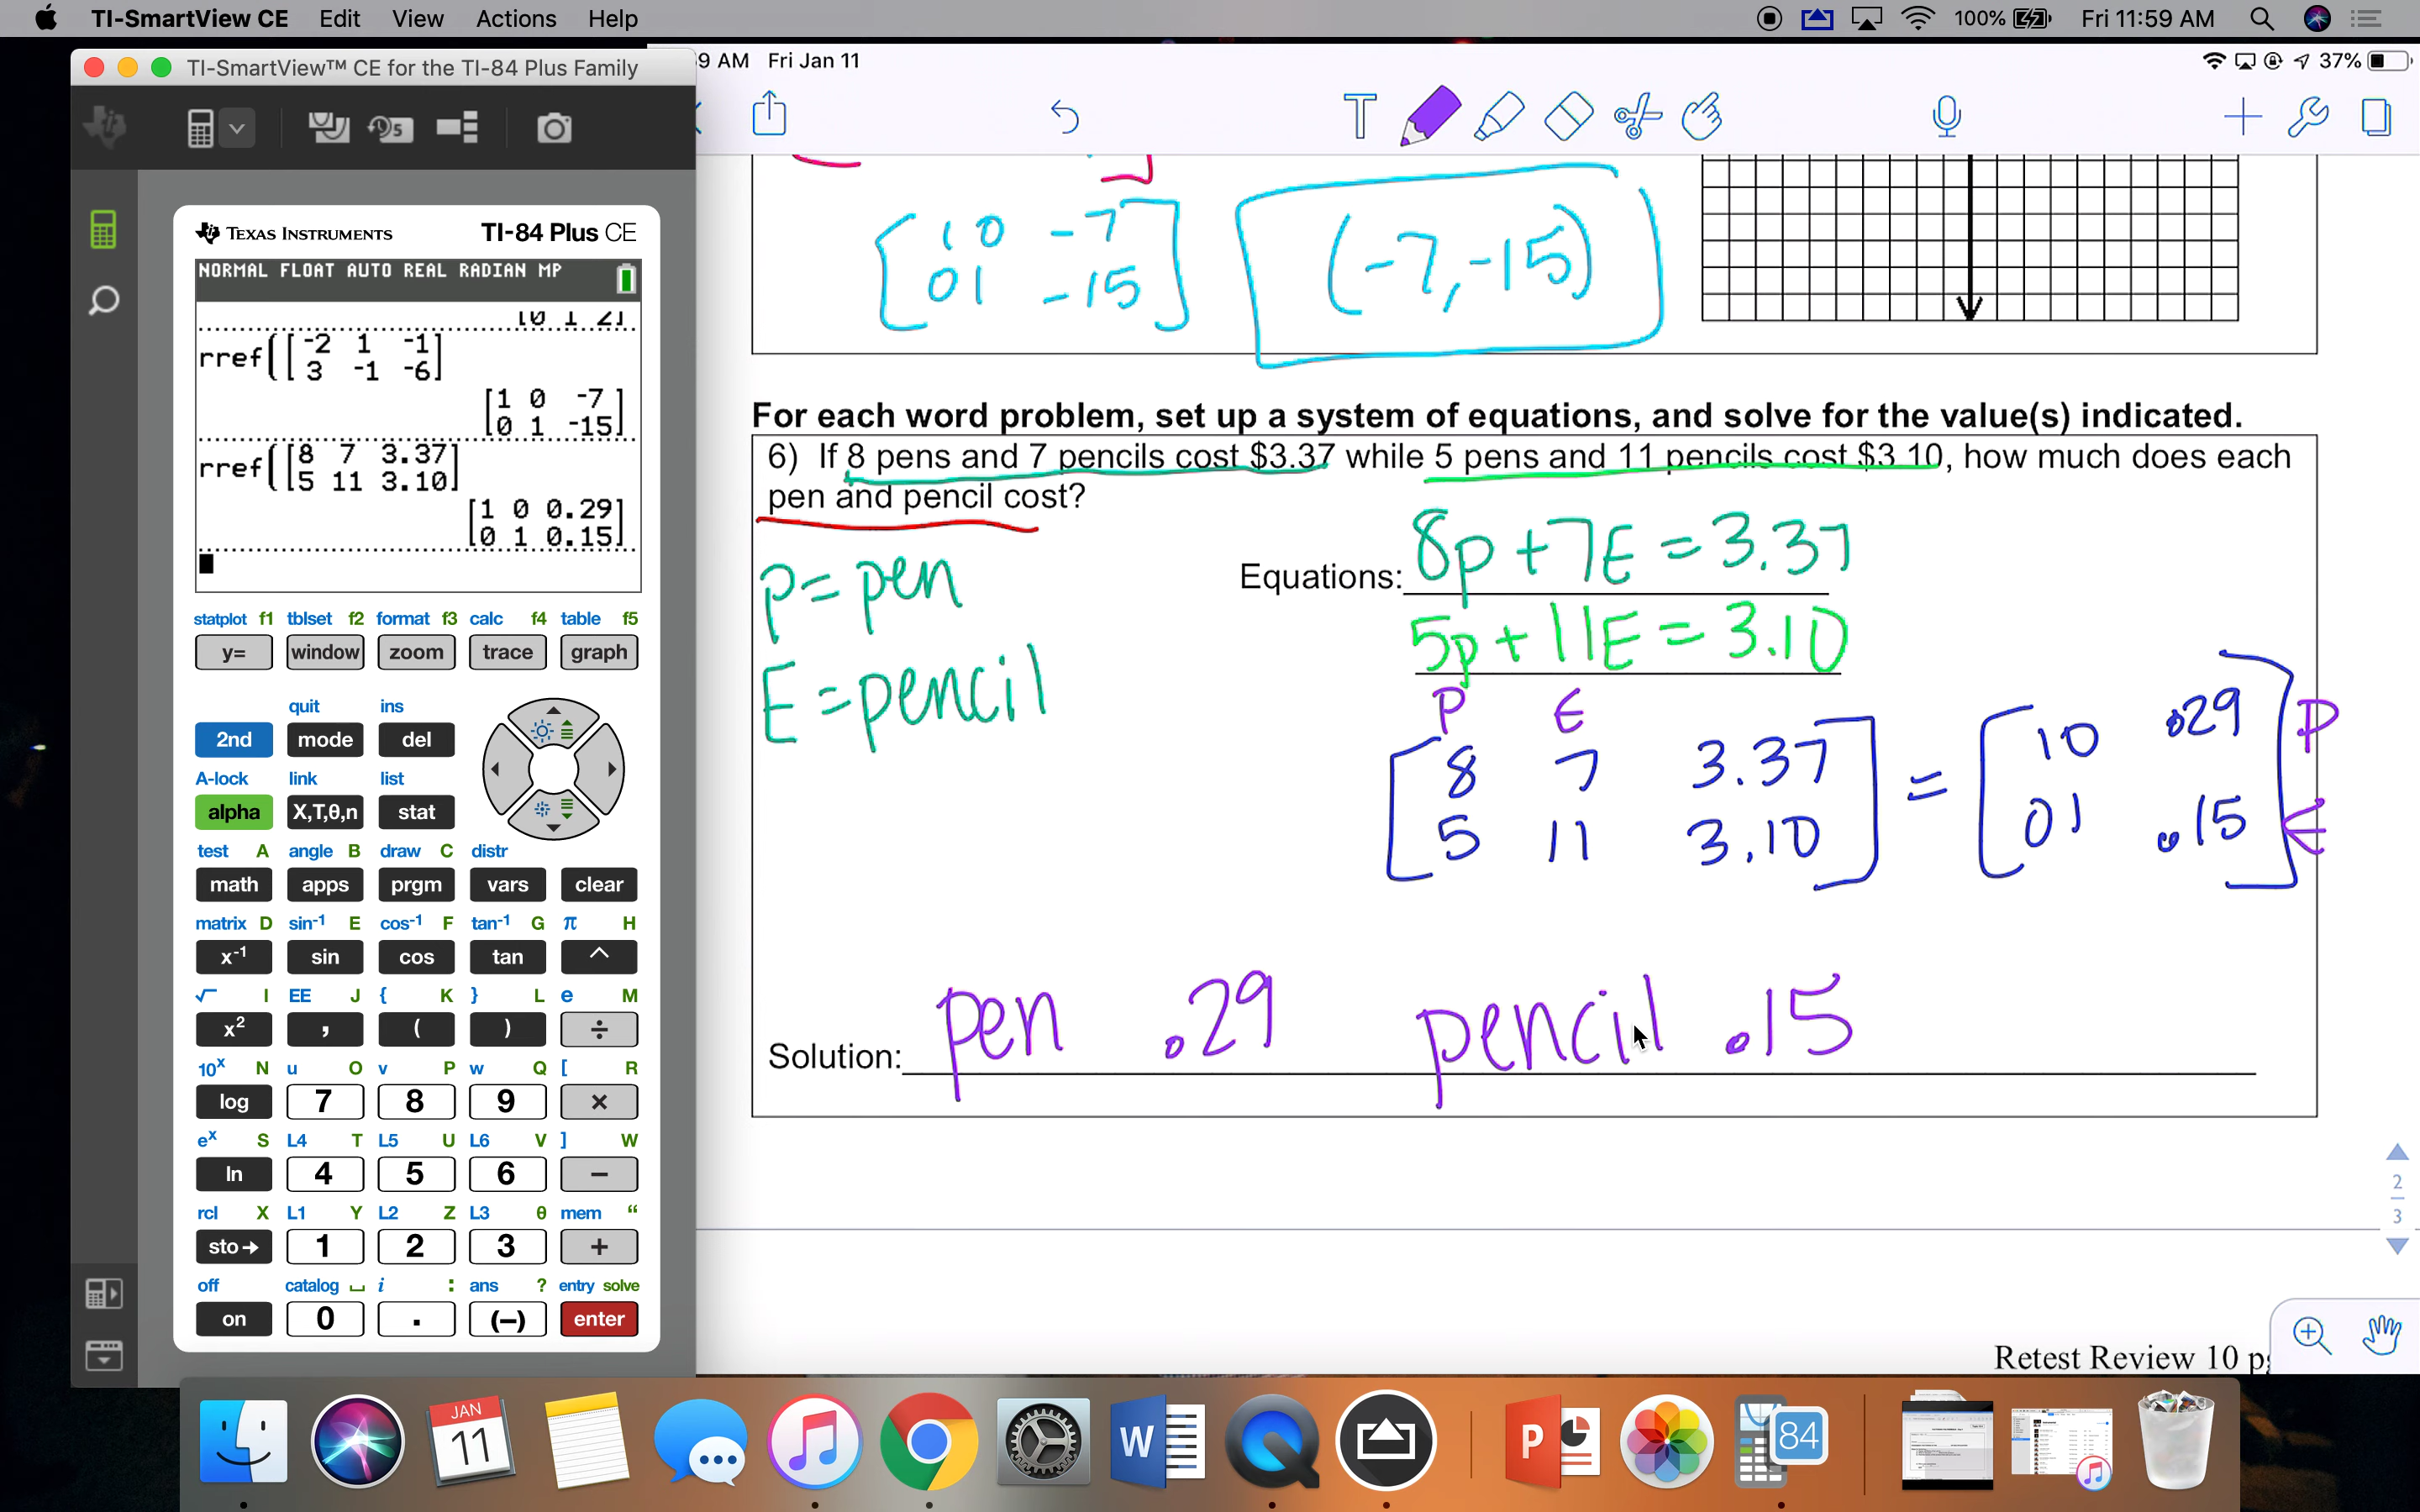 TI-SmartView CE Edit View Actions Help
100% Fri 11:59 AM
TI-SmartView™ CE for the TI-84 Plus Family
9 AM Fri Jan 11
37%
5
T
TEXAS INSTRUMENTS TI-84 Plus CE
NORMAL FLOAT AUTO REAL RADIAN MP
[0 1 2]
rref([-2 1 -1]
[3 -1 -6]
[1 0 -7]
[0 1 -15]
rref([8 7 3.37]
[5 11 3.10]
[1 0 0.29]
[0 1 0.15]
statplot f1 tblset f2 format f3 calc f4 table f5
y= window zoom trace graph
quit ins
2nd mode del
A-lock link list
alpha X,T,θ,n stat
test A angle B draw C distr
math apps prgm vars clear
matrix D sin⁻¹ E cos⁻¹ F tan⁻¹ G π H
x⁻¹ sin cos tan ^
√ I EE J { K } L e M
x² , ( ) ÷
10ˣ N u O v P w Q [ R
log 7 8 9 ×
eˣ S L4 T L5 U L6 V ] W
ln 4 5 6 −
rcl X L1 Y L2 Z L3 θ mem “
sto→ 1 2 3 +
off catalog ⎵ i : ans ? entry solve
on 0 . (−) enter
[1 0 -7]
[0 1 -15]
(-7,-15)
For each word problem, set up a system of equations, and solve for the value(s) indicated.
6) If 8 pens and 7 pencils cost $3.37 while 5 pens and 11 pencils cost $3.10, how much does each
pen and pencil cost?
p = pen
E = pencil
Equations: 8p + 7E = 3.37
5p + 11E = 3.10
P E
[8 7 3.37] = [1 0 .29] P
[5 11 3.10] [0 1 .15] E
Solution: pen .29 pencil .15
2
3
Retest Review 10
JAN
11
W
P
84